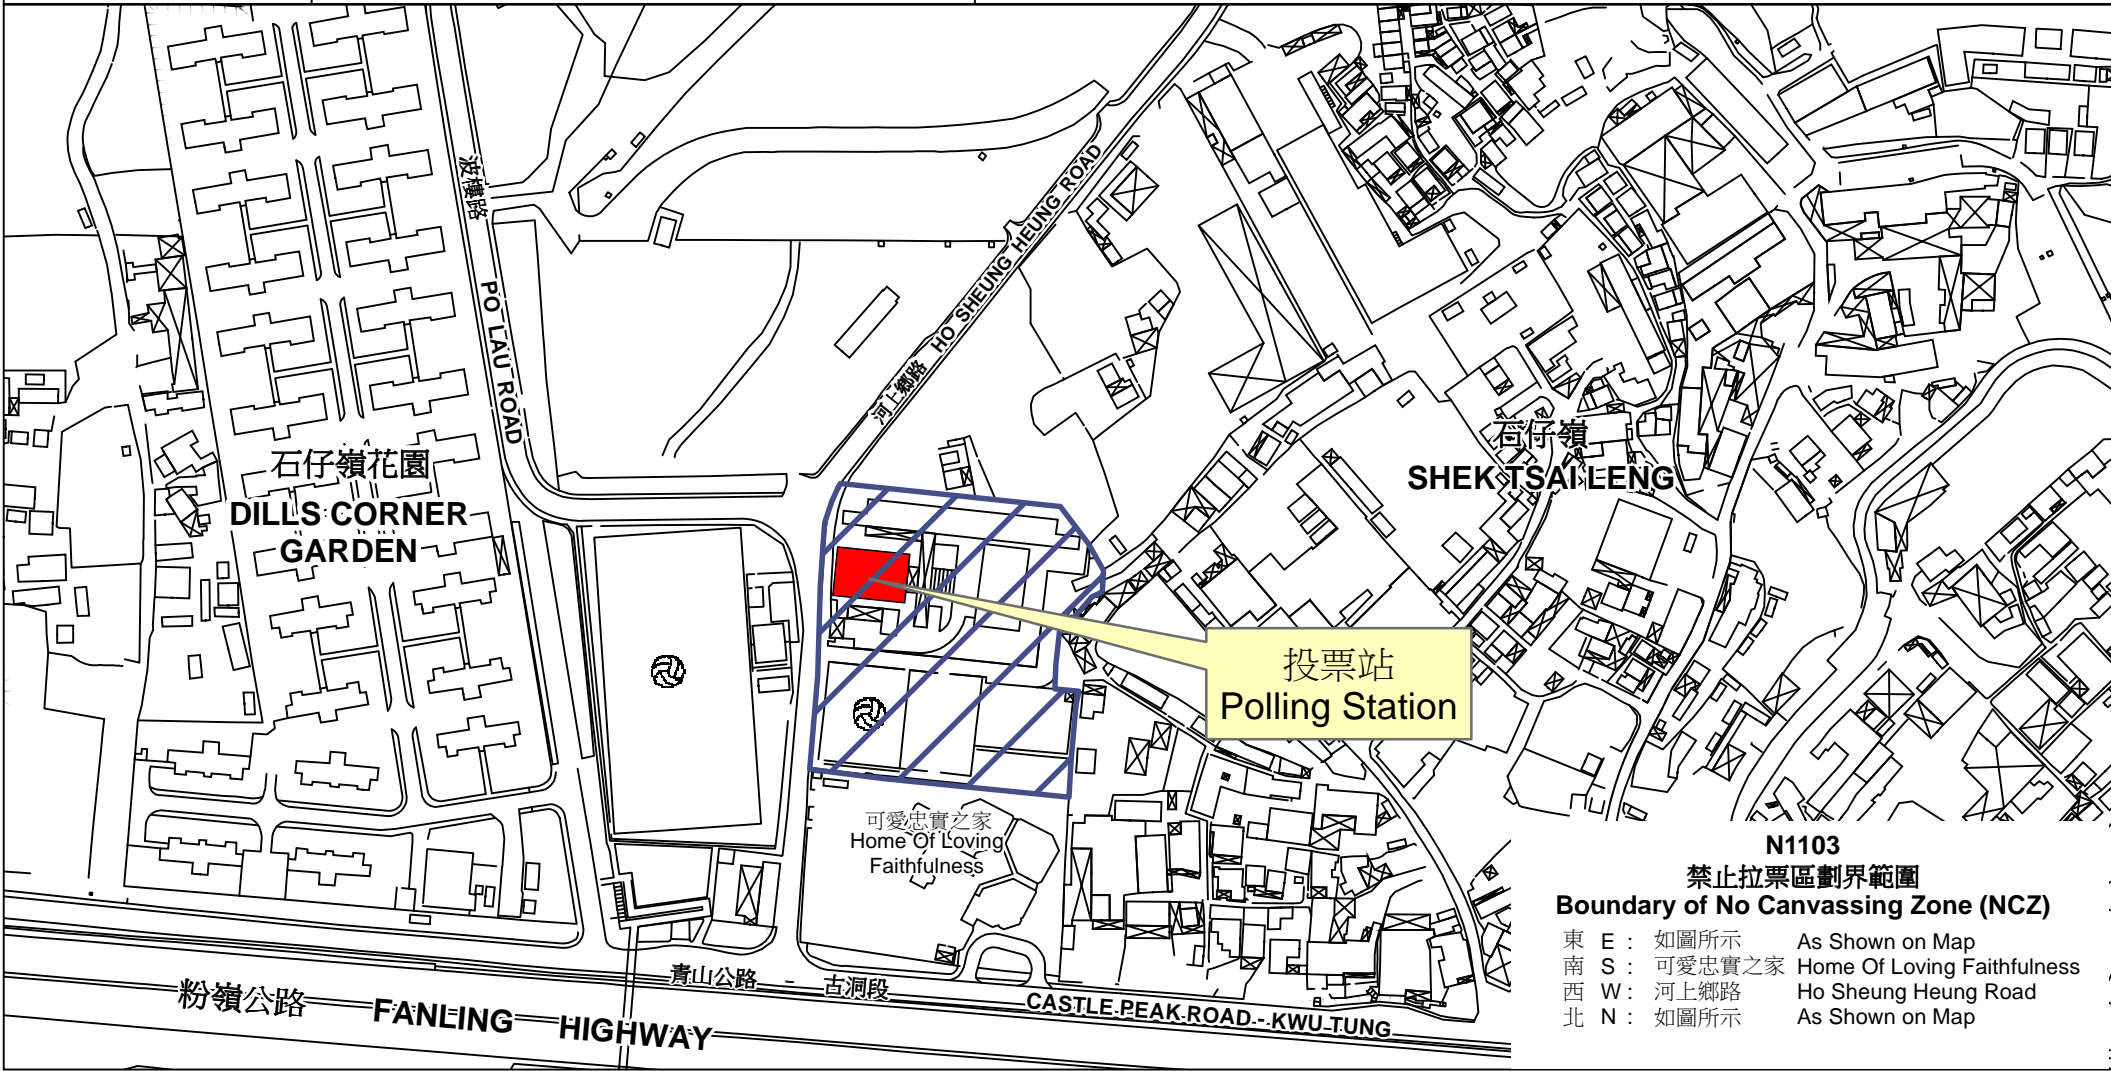 波樓路
PO LAU ROAD
河上鄉路 HO SHEUNG HEUNG ROAD
石仔嶺花園
DILLS CORNER
GARDEN
石仔嶺
SHEK TSAI LENG
投票站
Polling Station
可愛忠實之家
Home Of Loving
Faithfulness
N1103
禁止拉票區劃界範圍
Boundary of No Canvassing Zone (NCZ)
東 E : 如圖所示 As Shown on Map
南 S : 可愛忠實之家 Home Of Loving Faithfulness
西 W : 河上鄉路 Ho Sheung Heung Road
北 N : 如圖所示 As Shown on Map
青山公路 - 古洞段
CASTLE PEAK ROAD - KWU TUNG
粉嶺公路 FANLING HIGHWAY